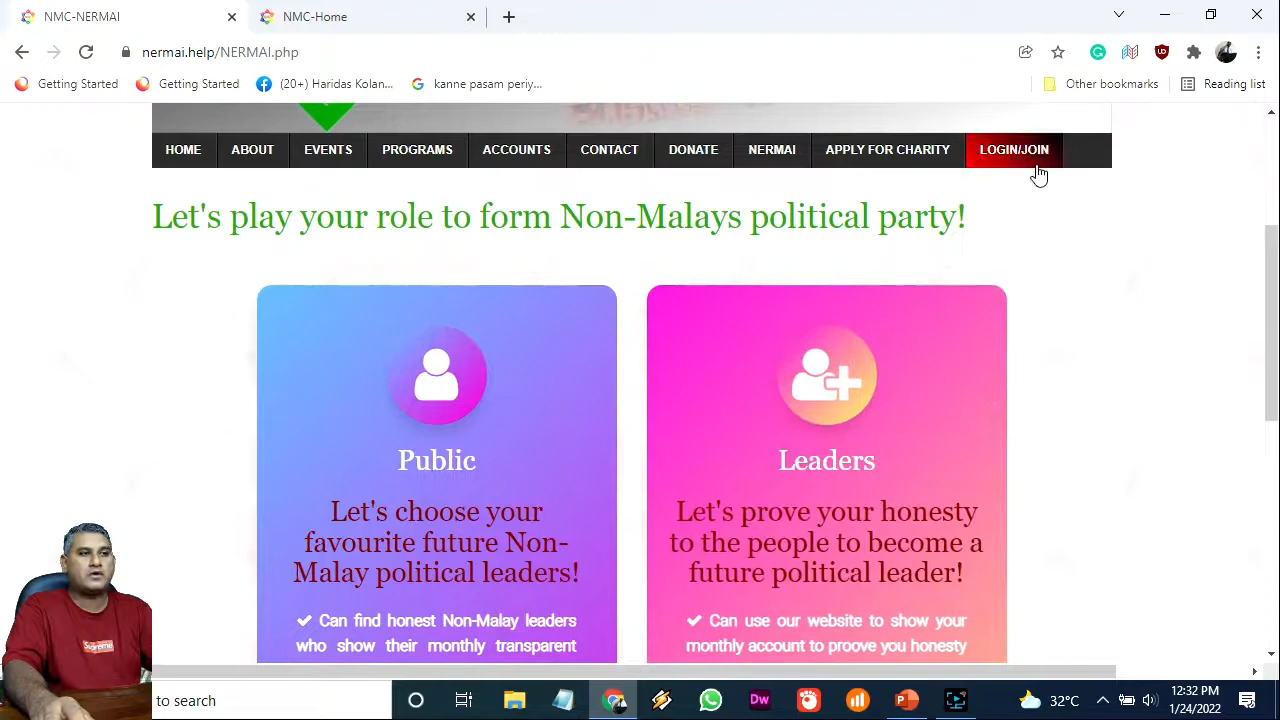 NMC-NERMAI
NMC-Home
nermai.help/NERMAI.php
Getting Started
Getting Started
(20+) Haridas Kolan...
kanne pasam periy...
Other bookmarks
Reading list
HOME ABOUT EVENTS PROGRAMS ACCOUNTS CONTACT DONATE NERMAI APPLY FOR CHARITY LOGIN/JOIN
Let's play your role to form Non-Malays political party!
Public
Let's choose your
favourite future Non-
Malay political leaders!
Can find honest Non-Malay leaders
who show their monthly transparent
Leaders
Let's prove your honesty
to the people to become a
future political leader!
Can use our website to show your
monthly account to proove you honesty
Supreme
to search
Dw
32°C
12:32 PM
1/24/2022